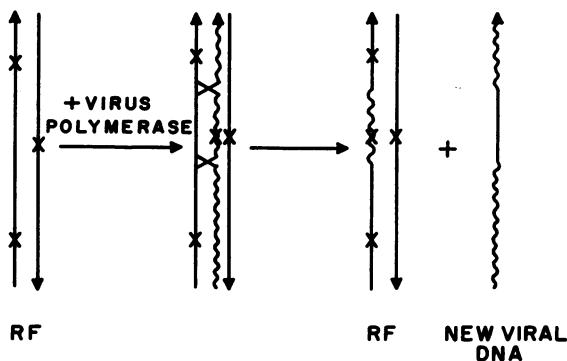 +VIRUS
POLYMERASE
+
RF
RF
NEW VIRAL
DNA